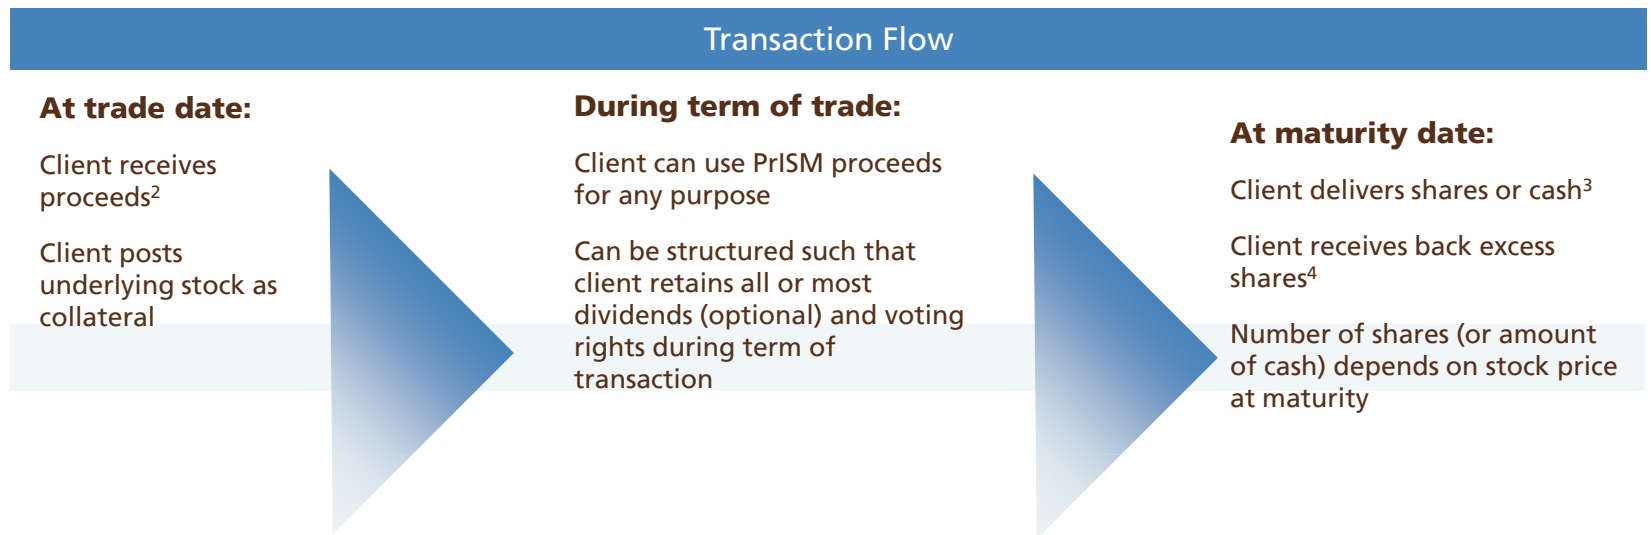 Transaction Flow
At trade date:
Client receives
proceeds²
Client posts
underlying stock as
collateral
During term of trade:
Client can use PrISM proceeds
for any purpose
Can be structured such that
client retains all or most
dividends (optional) and voting
rights during term of
transaction
At maturity date:
Client delivers shares or cash³
Client receives back excess
shares⁴
Number of shares (or amount
of cash) depends on stock price
at maturity